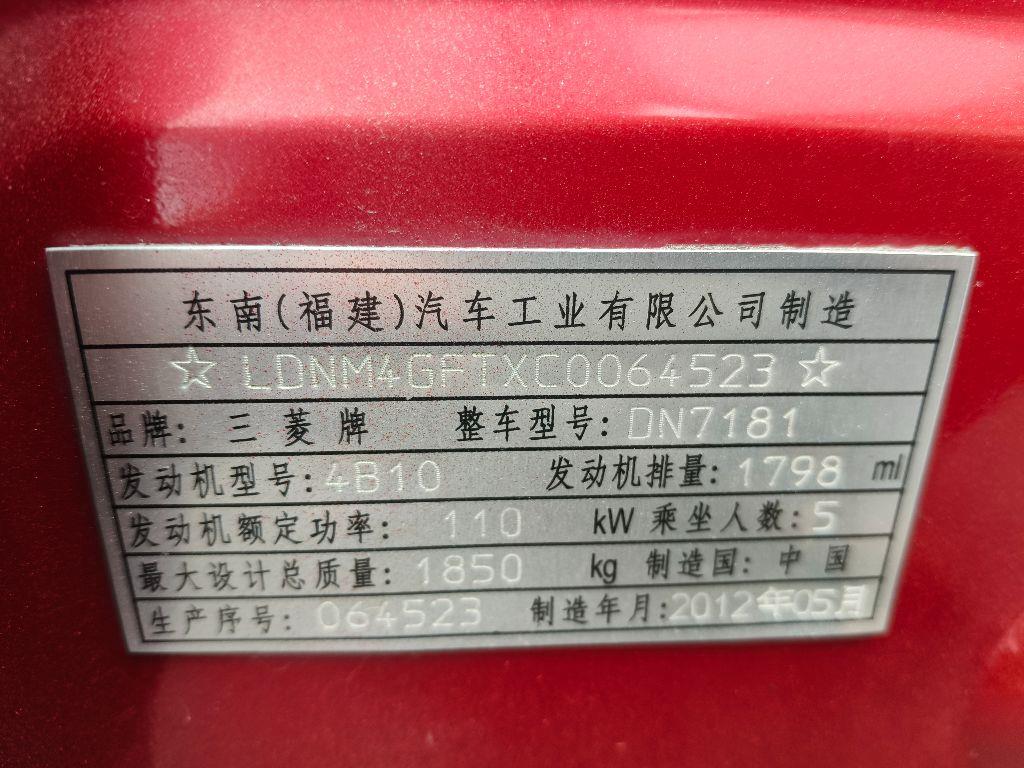 东南(福建)汽车工业有限公司制造
☆ LDNM4GFTXC0064523 ☆
品牌: 三菱牌 整车型号: DN7181
发动机型号: 4B10 发动机排量: 1798 ml
发动机额定功率: 110 kW 乘坐人数: 5
最大设计总质量: 1850 kg 制造国: 中国
生产序号: 064523 制造年月: 2012年05月